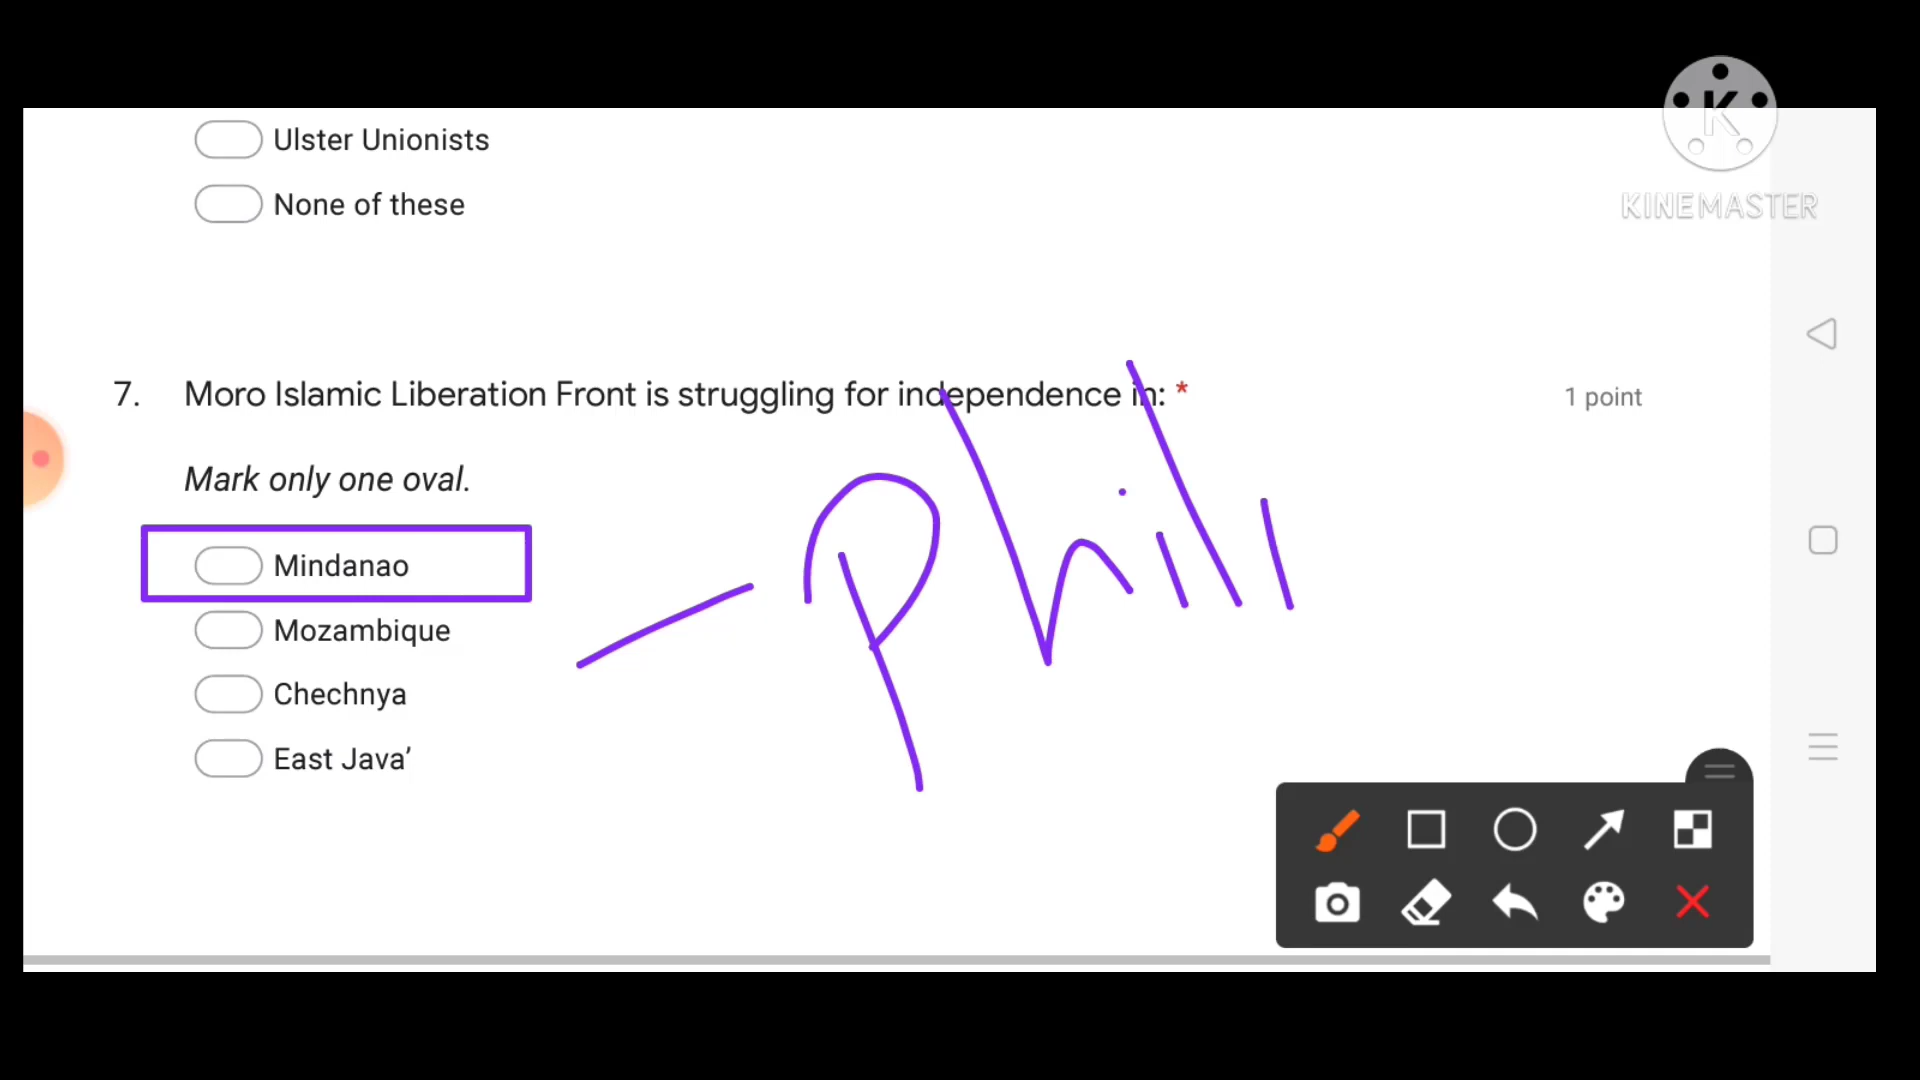 Ulster Unionists
None of these
KINEMASTER
7. Moro Islamic Liberation Front is struggling for independence in: * 1 point
Mark only one oval.
Mindanao
Mozambique
Chechnya
East Java’
Phill